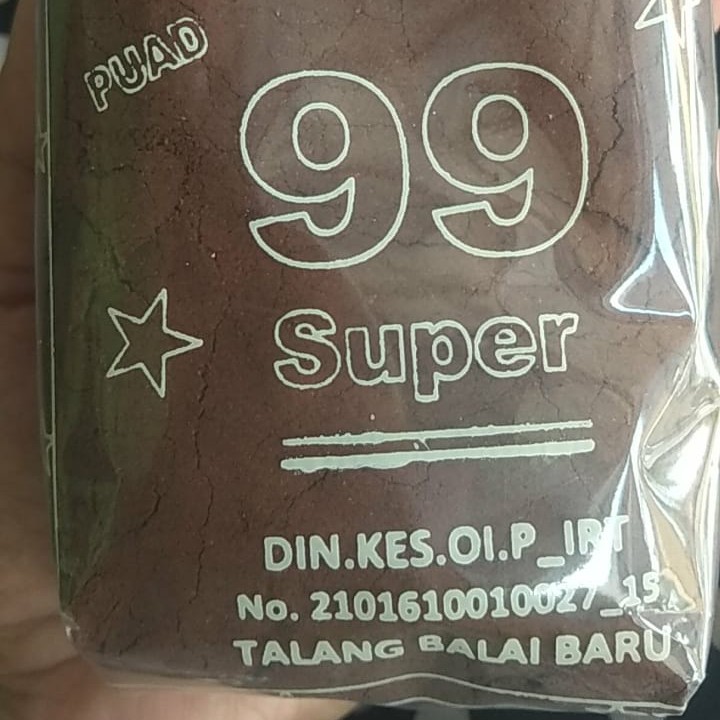 PUAD
99
Super
DIN.KES.OI.P_IRT
No. 2101610010027_15
TALANG BALAI BARU